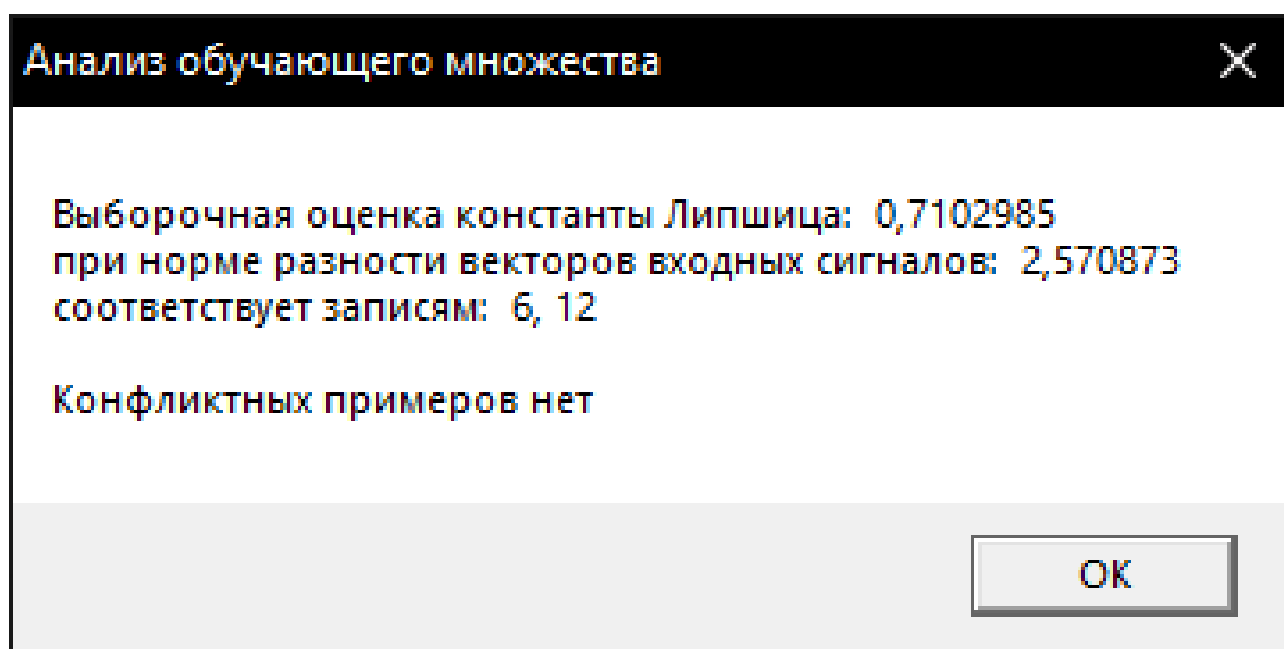 Анализ обучающего множества
Выборочная оценка константы Липшица: 0,7102985
при норме разности векторов входных сигналов: 2,570873
соответствует записям: 6, 12
Конфликтных примеров нет
OK